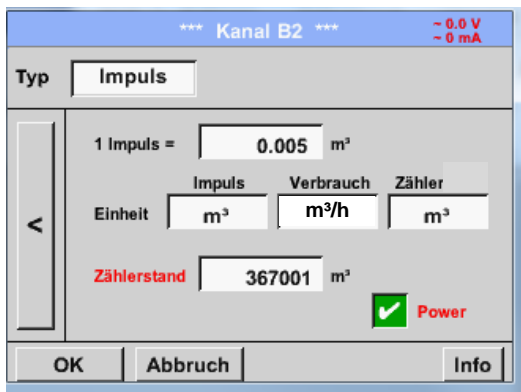 *** Kanal B2 ***
~ 0.0 V
~ 0 mA
Typ Impuls
1 Impuls = 0.005 m³
Impuls Verbrauch Zähler
Einheit m³ m³/h m³
<
Zählerstand 367001 m³
✔ Power
OK Abbruch Info